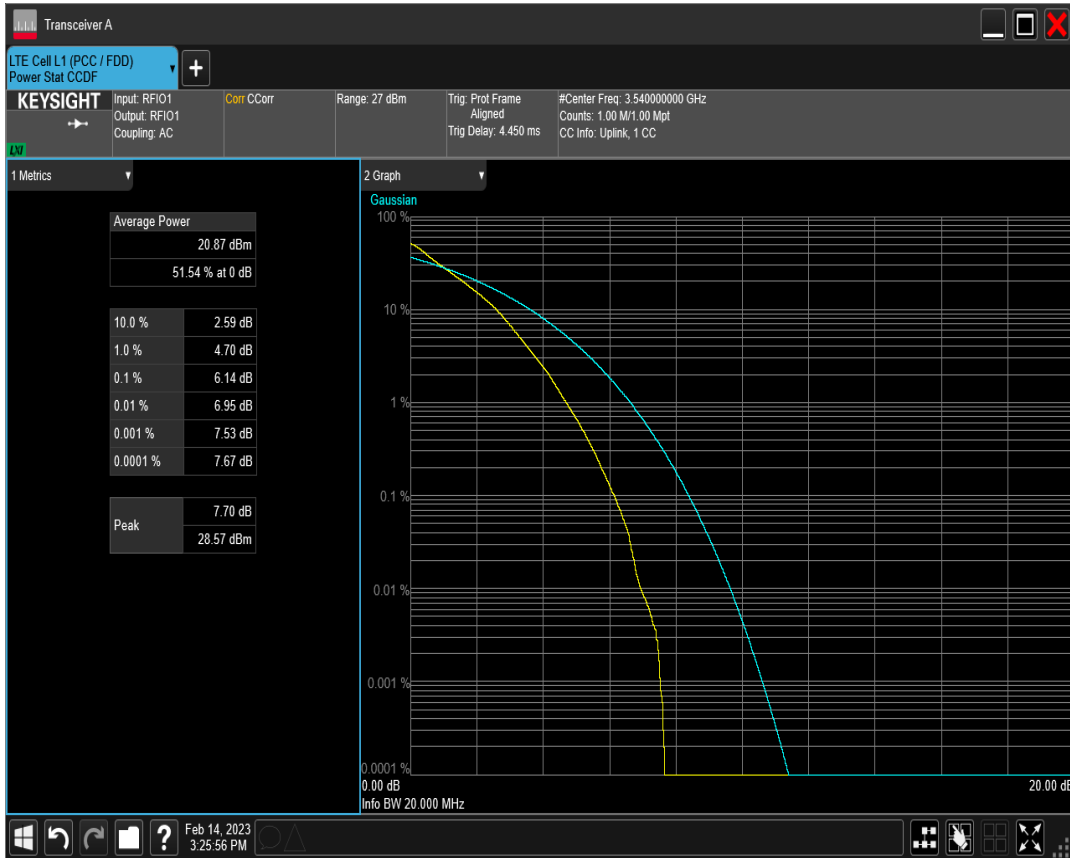 Transceiver A
LTE Cell L1 (PCC / FDD)
Power Stat CCDF
+
KEYSIGHT
LXI
Input: RFIO1
Output: RFIO1
Coupling: AC
Corr CCorr
Range: 27 dBm
Trig: Prot Frame
Aligned
Trig Delay: 4.450 ms
#Center Freq: 3.540000000 GHz
Counts: 1.00 M/1.00 Mpt
CC Info: Uplink, 1 CC
1 Metrics
Average Power
20.87 dBm
51.54 % at 0 dB
10.0 % 2.59 dB
1.0 % 4.70 dB
0.1 % 6.14 dB
0.01 % 6.95 dB
0.001 % 7.53 dB
0.0001 % 7.67 dB
Peak 7.70 dB
28.57 dBm
2 Graph
Gaussian
100 %
10 %
1 %
0.1 %
0.01 %
0.001 %
0.0001 %
0.00 dB
20.00 dB
Info BW 20.000 MHz
?
Feb 14, 2023
3:25:56 PM